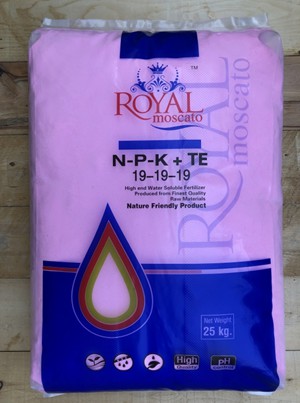 ROYAL
moscato
TM
N-P-K + TE
19-19-19
High end Water Soluble Fertilizer
Produced from Finest Quality
Raw Materials
Nature Friendly Product
ROYAL
moscato
Net Weight
25 kg.
High
pH